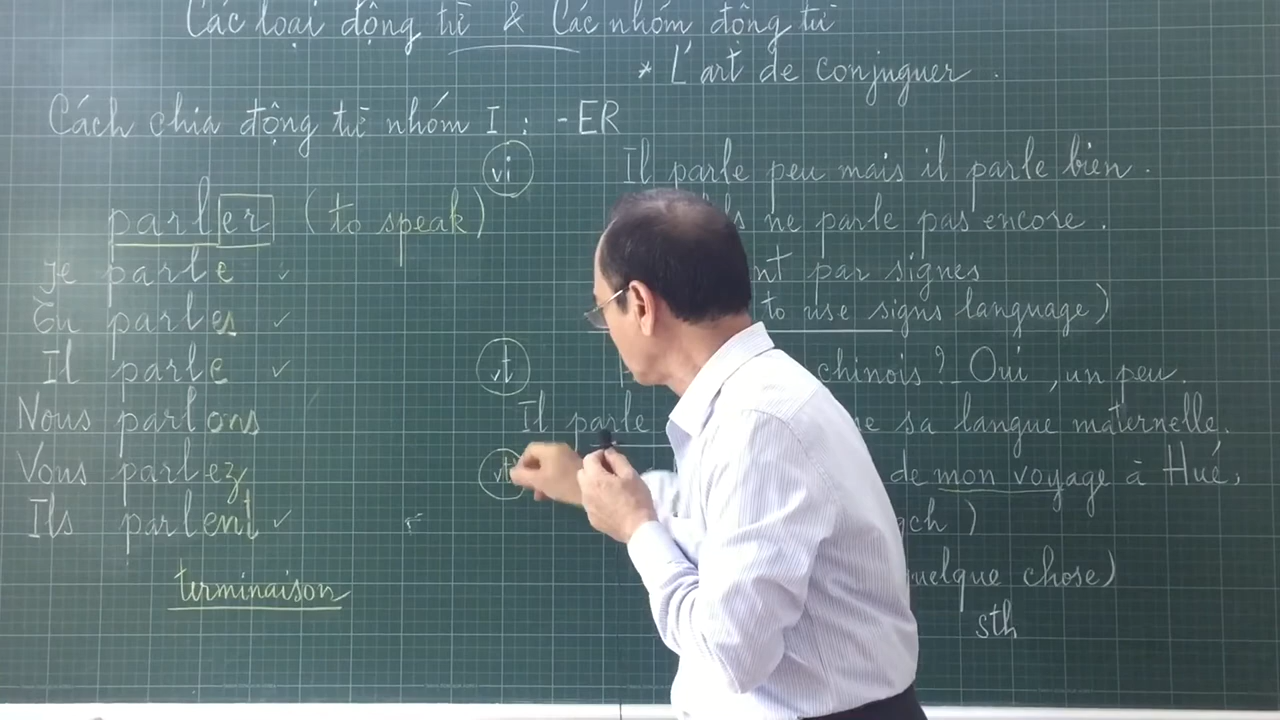 Các loại động từ & Các nhóm động từ
* L'art de conjuguer.
Cách chia động từ nhóm I : -ER
parler (to speak)
Je parle ✓
Tu parles ✓
Il parle ✓
Nous parlons
Vous parlez
Ils parlent ✓
terminaison
vi
Il parle peu mais il parle bien.
ne parle pas encore.
nt par signes
to use signs language)
vt
chinois? Oui, un peu.
Il parle
sa langue maternelle.
de mon voyage à Hué,
qch)
quelque chose)
sth